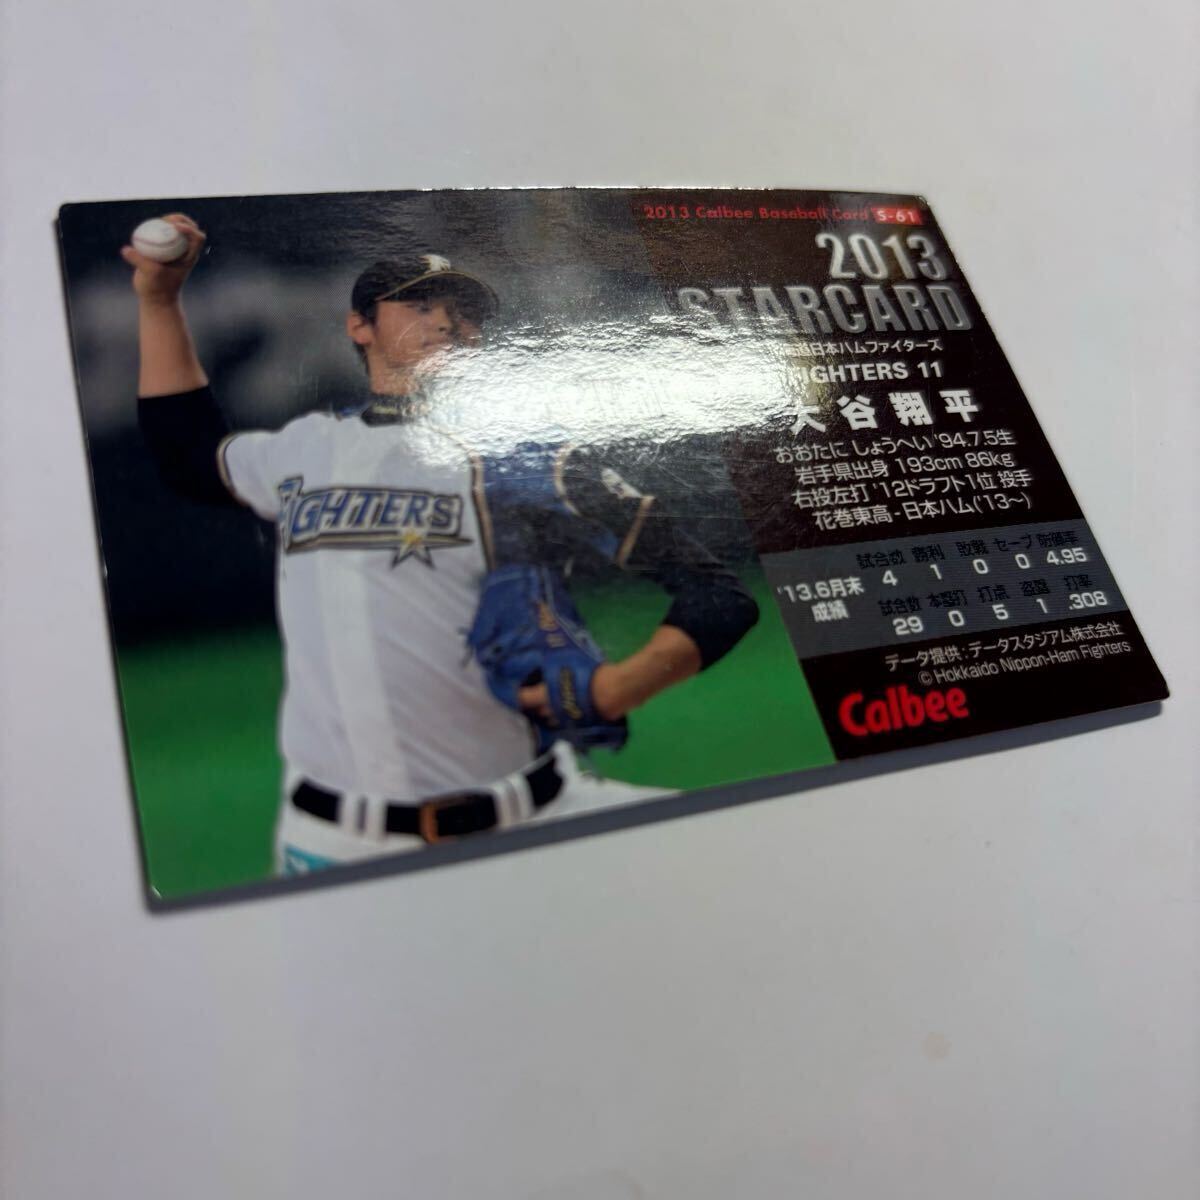 2013 Calbee Baseball Card S-61
2013
STARCARD
日本ハムファイターズ
FIGHTERS 11
大谷翔平
おおたに しょうへい '94.7.5生
岩手県出身 193cm 86kg
右投左打 '12ドラフト1位 投手
花巻東高-日本ハム('13~)
試合数 勝利 敗戦 セーブ 防御率
'13.6月末 4 1 0 0 4.95
成績 試合数 本塁打 打点 盗塁 打率
29 0 5 1 .308
データ提供:データスタジアム株式会社
© Hokkaido Nippon-Ham Fighters
Calbee
FIGHTERS